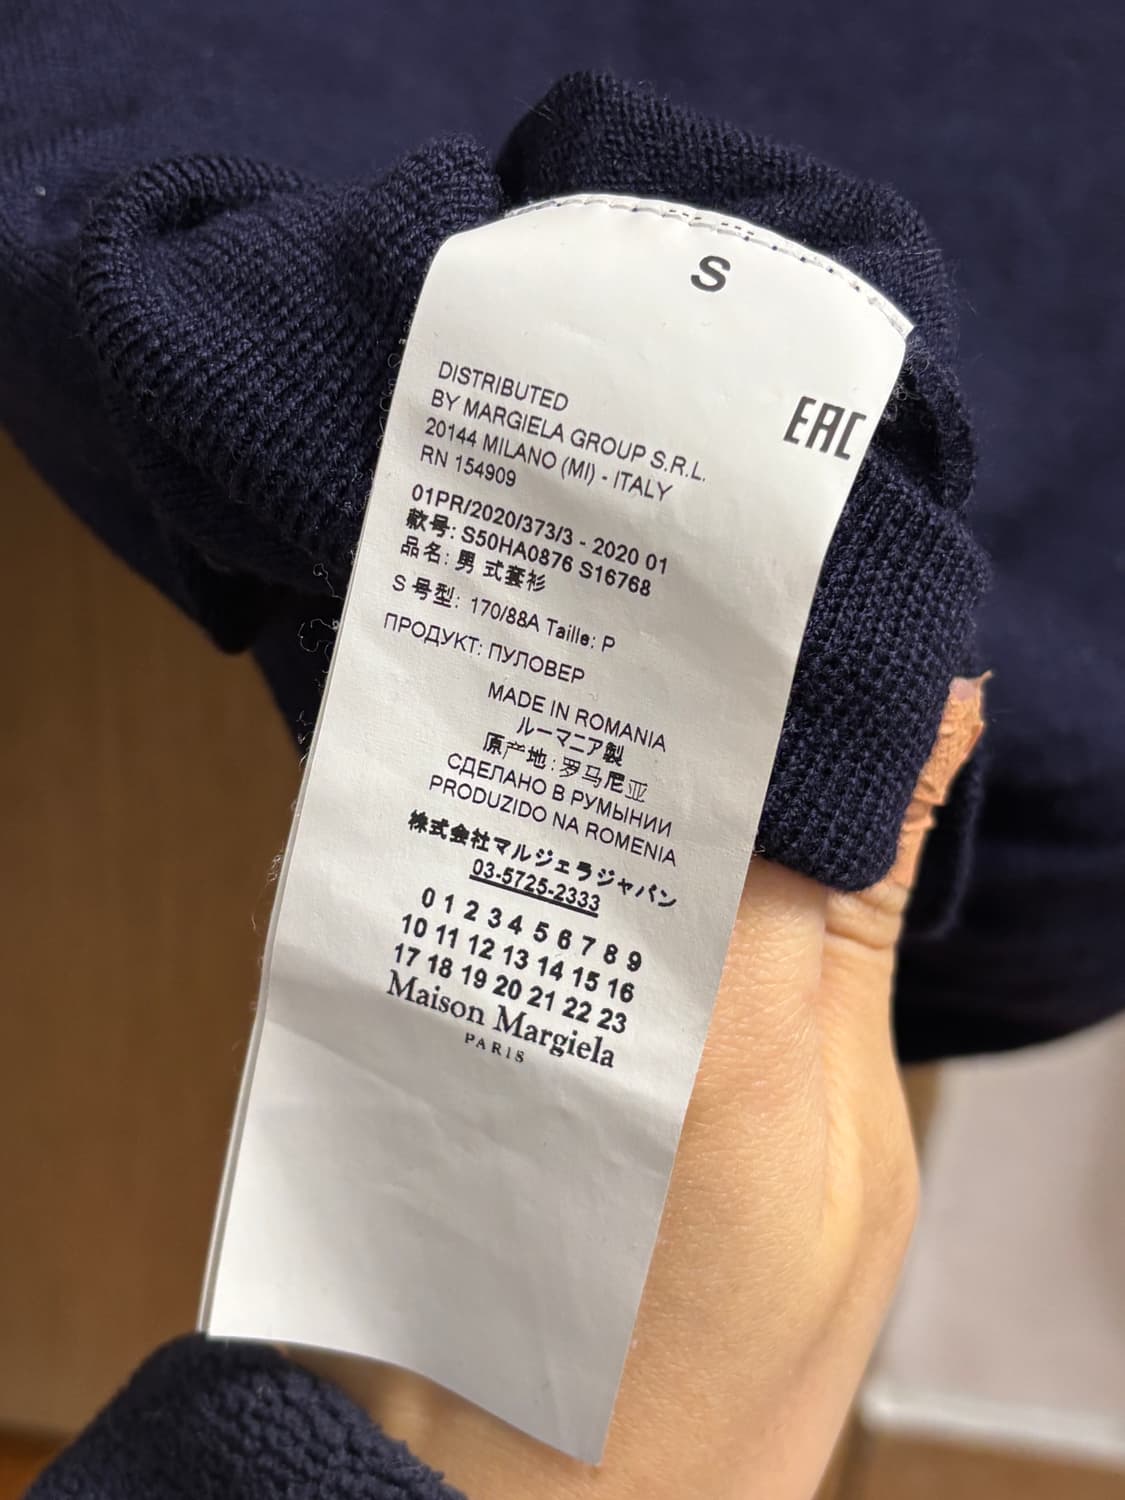 S
EAC
DISTRIBUTED
BY MARGIELA GROUP S.R.L.
20144 MILANO (MI) - ITALY
RN 154909
01PR/2020/373/3 - 2020 01
款号: S50HA0876 S16768
品名: 男 式套衫
S 号型: 170/88A Taille: P
ПРОДУКТ: ПУЛОВЕР
MADE IN ROMANIA
ルーマニア製
原产地: 罗马尼亚
СДЕЛАНО В РУМЫНИИ
PRODUZIDO NA ROMENIA
株式会社マルジェラジャパン
03-5725-2333
0 1 2 3 4 5 6 7 8 9
10 11 12 13 14 15 16
17 18 19 20 21 22 23
Maison Margiela
PARIS